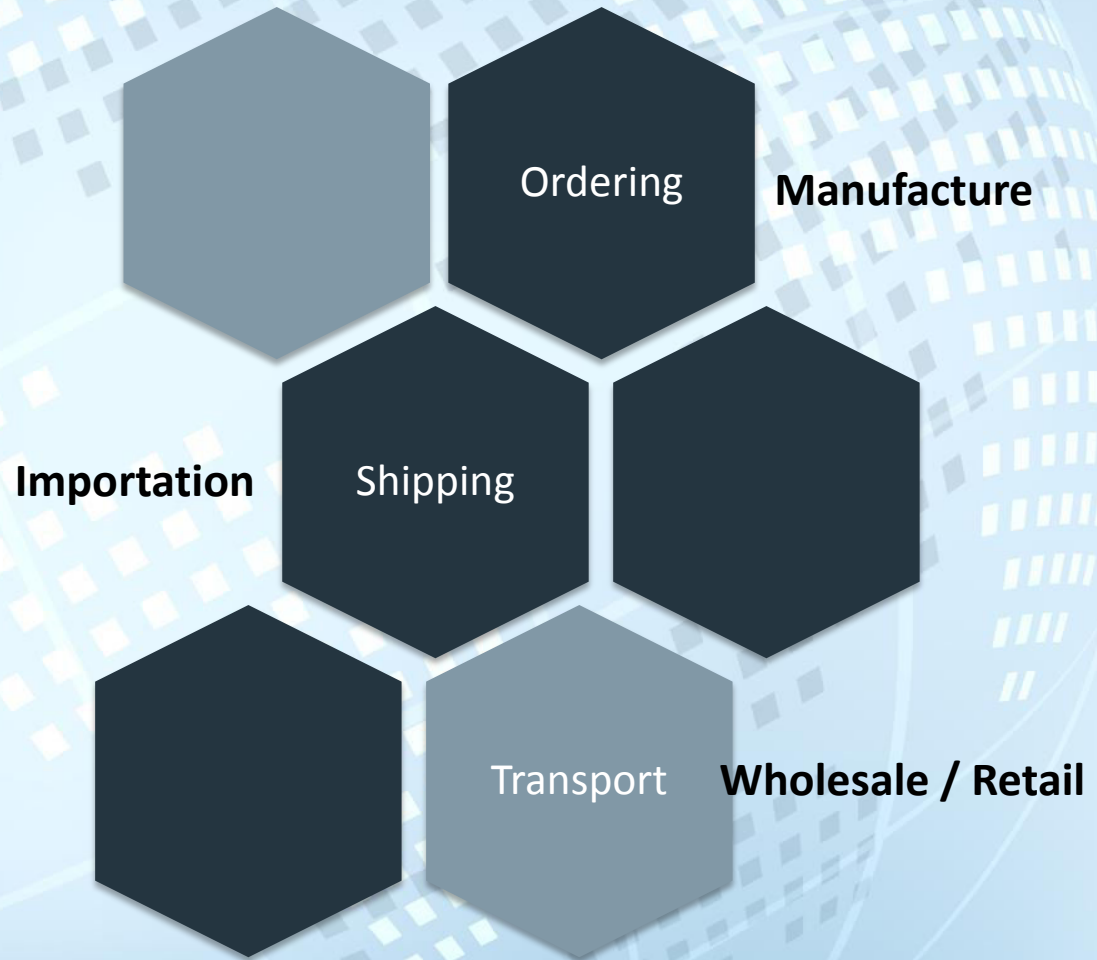 Ordering
Manufacture
Importation
Shipping
Transport
Wholesale / Retail